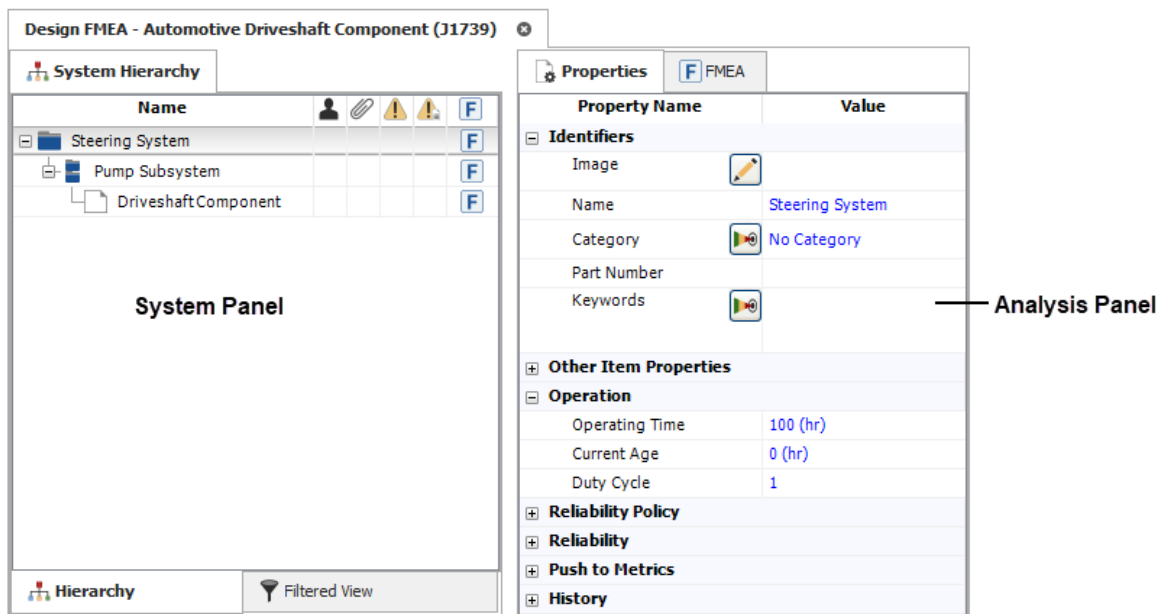 Design FMEA - Automotive Driveshaft Component (J1739)
System Hierarchy
Name F
Steering System F
Pump Subsystem F
DriveshaftComponent F
System Panel
Hierarchy Filtered View
Properties F FMEA
Property Name Value
Identifiers
Image
Name Steering System
Category No Category
Part Number
Keywords
Analysis Panel
Other Item Properties
Operation
Operating Time 100 (hr)
Current Age 0 (hr)
Duty Cycle 1
Reliability Policy
Reliability
Push to Metrics
History